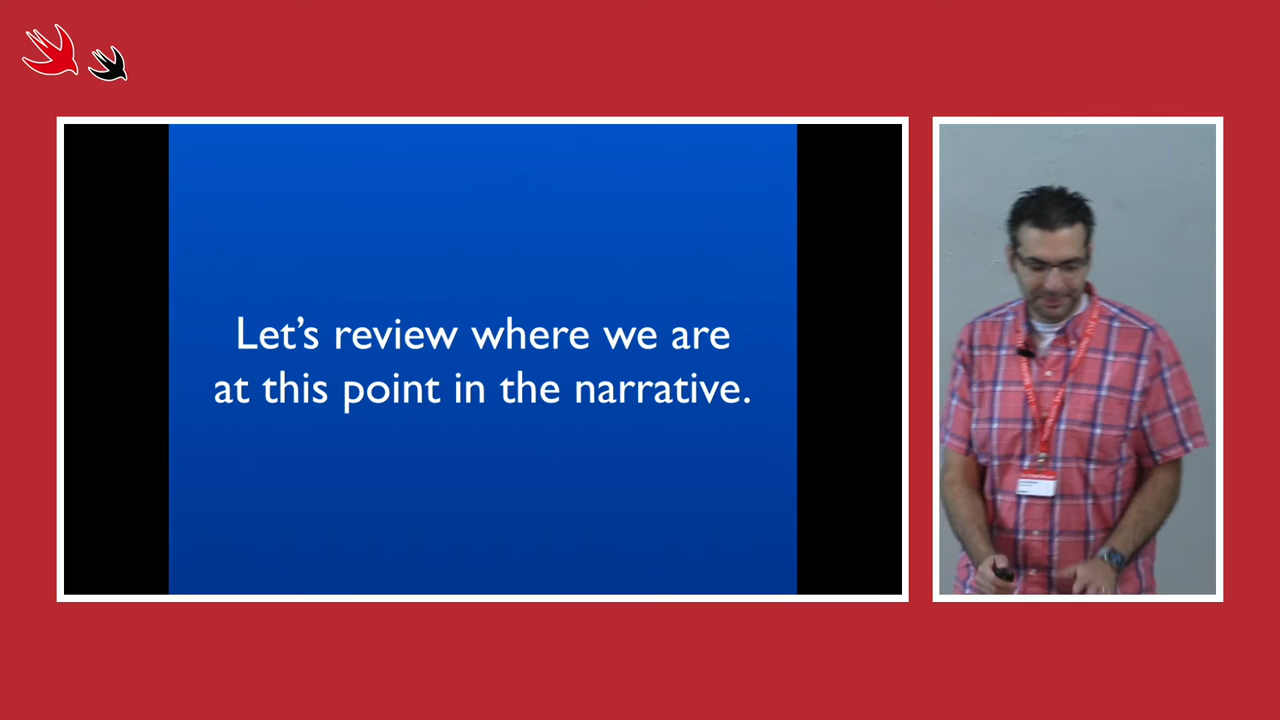 Let's review where we are
at this point in the narrative.